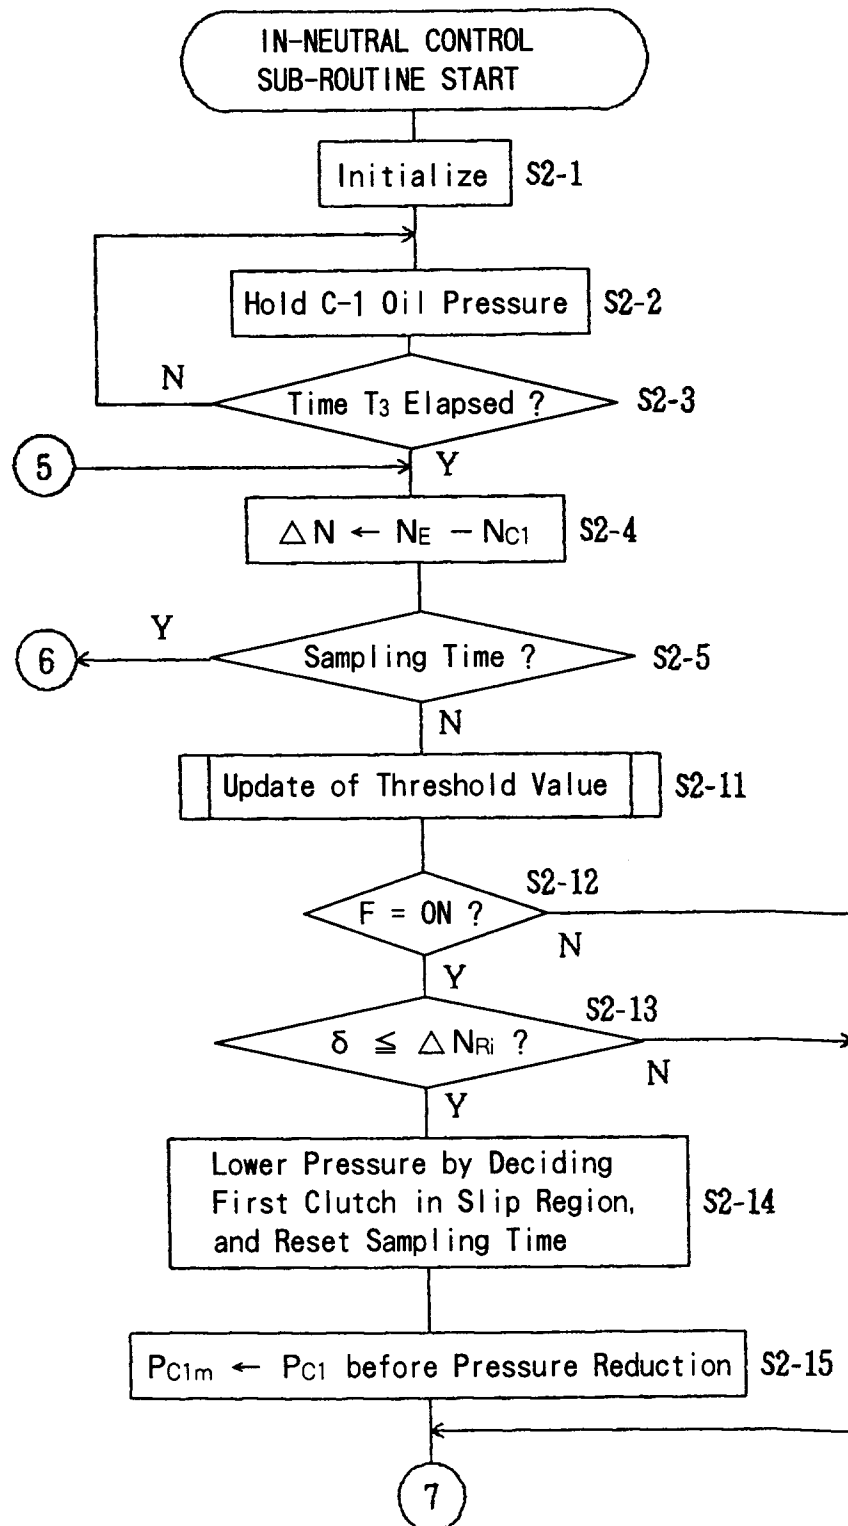 IN-NEUTRAL CONTROL
SUB-ROUTINE START
Initialize
S2-1
Hold C-1 Oil Pressure
S2-2
N
Time T3 Elapsed ?
S2-3
5
Y
△N ← NE − NC1
S2-4
Y
6
Sampling Time ?
S2-5
N
Update of Threshold Value
S2-11
S2-12
F = ON ?
N
Y
S2-13
δ ≦ △NRi ?
N
Y
Lower Pressure by Deciding
First Clutch in Slip Region,
and Reset Sampling Time
S2-14
PC1m ← PC1 before Pressure Reduction
S2-15
7